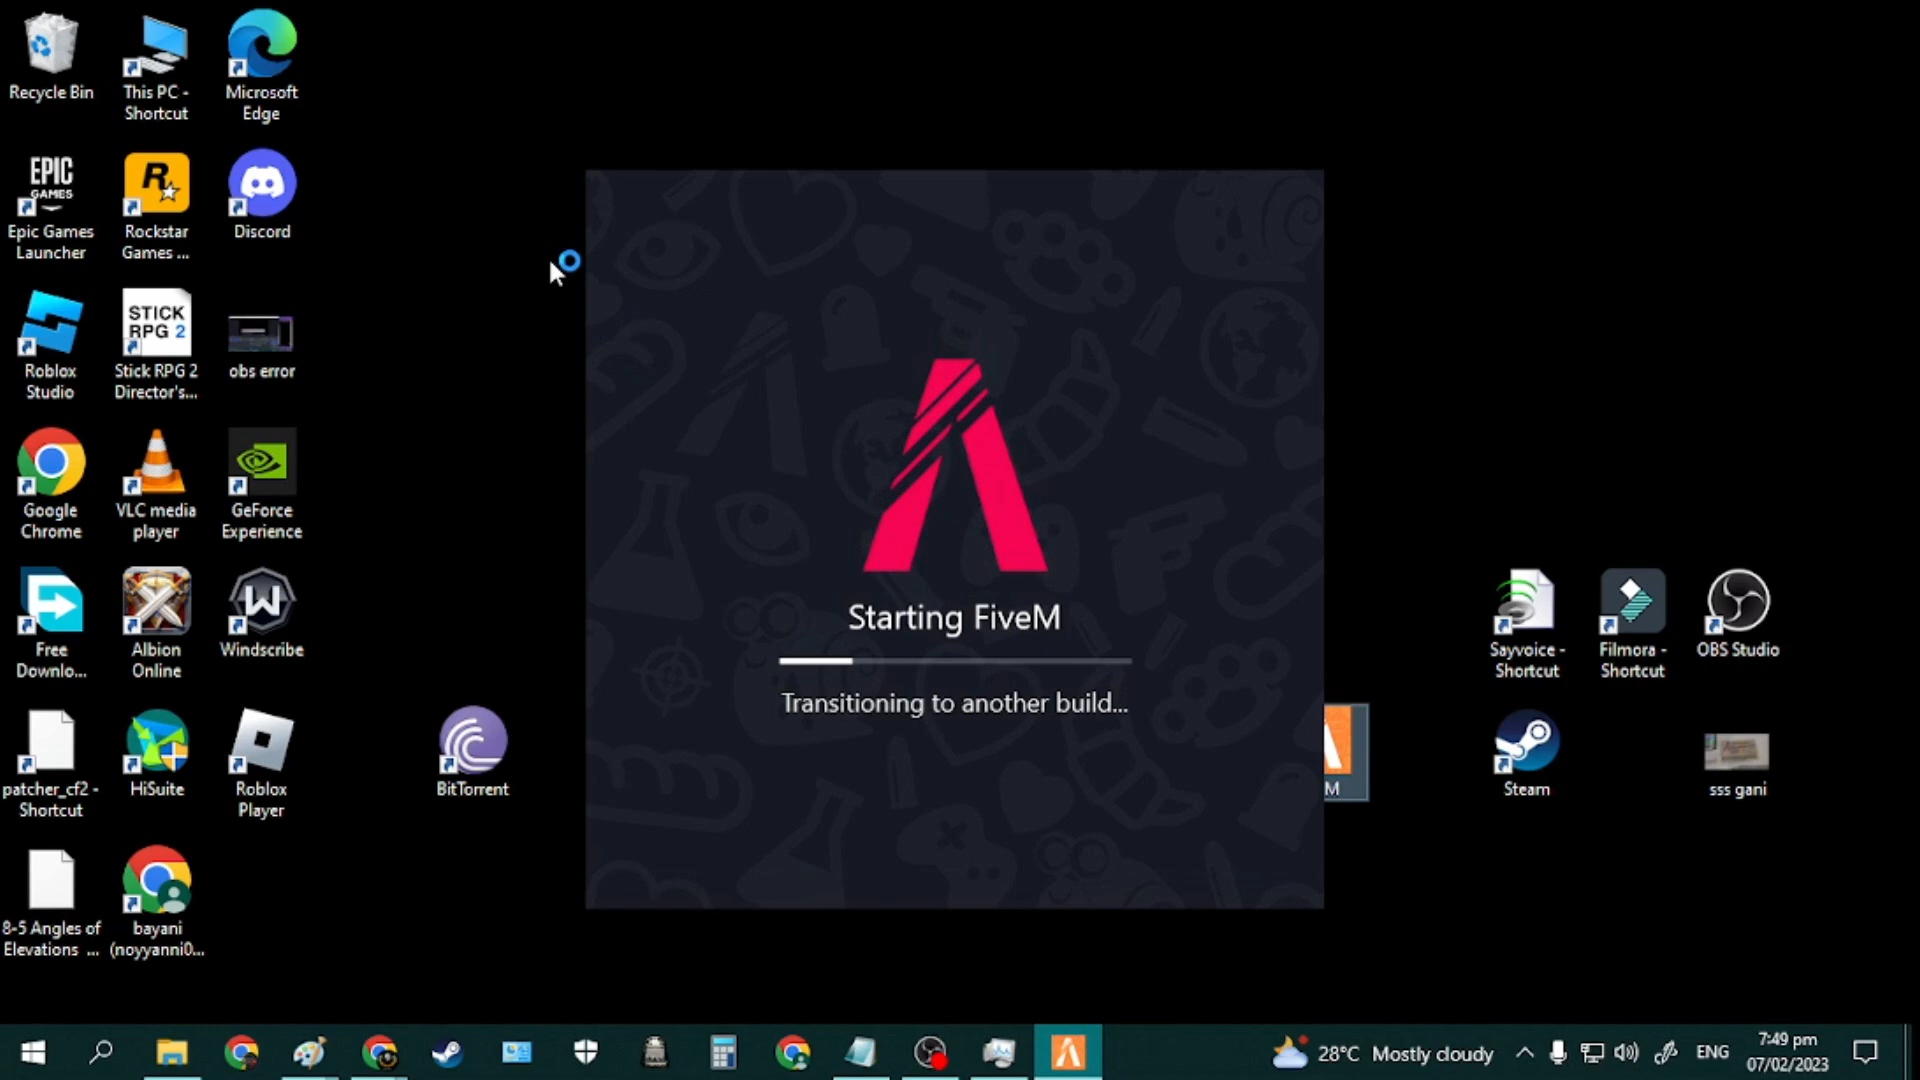 Recycle Bin
This PC -
Shortcut
Microsoft
Edge
EPIC
GAMES
Epic Games
Launcher
R
Rockstar
Games ...
Discord
Roblox
Studio
STICK
RPG 2
Stick RPG 2
Director's...
obs error
Google
Chrome
VLC media
player
GeForce
Experience
Free
Downlo...
Albion
Online
W
Windscribe
patcher_cf2 -
Shortcut
HiSuite
Roblox
Player
BitTorrent
8-5 Angles of
Elevations ...
bayani
(noyyanni0...
Starting FiveM
Transitioning to another build...
M
Sayvoice -
Shortcut
Filmora -
Shortcut
OBS Studio
Steam
sss gani
28°C Mostly cloudy
ENG
7:49 pm
07/02/2023